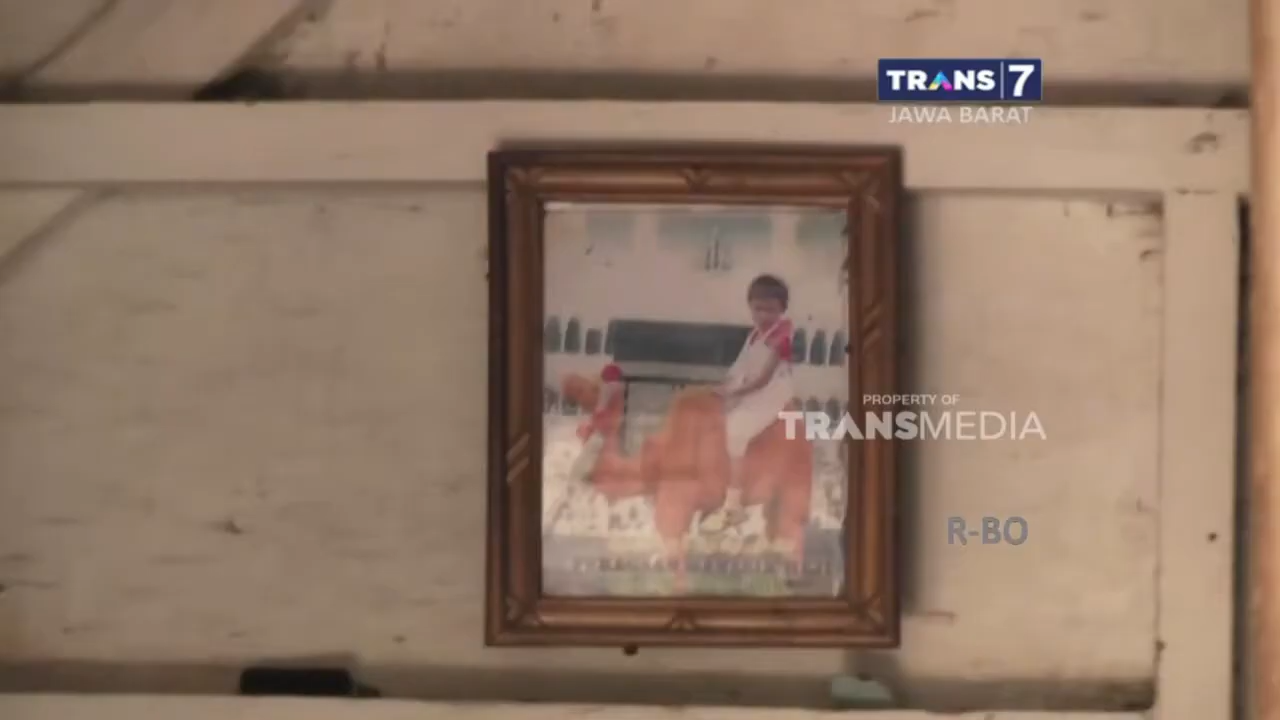 TRANS 7
JAWA BARAT
PROPERTY OF
TRANSMEDIA
R-BO